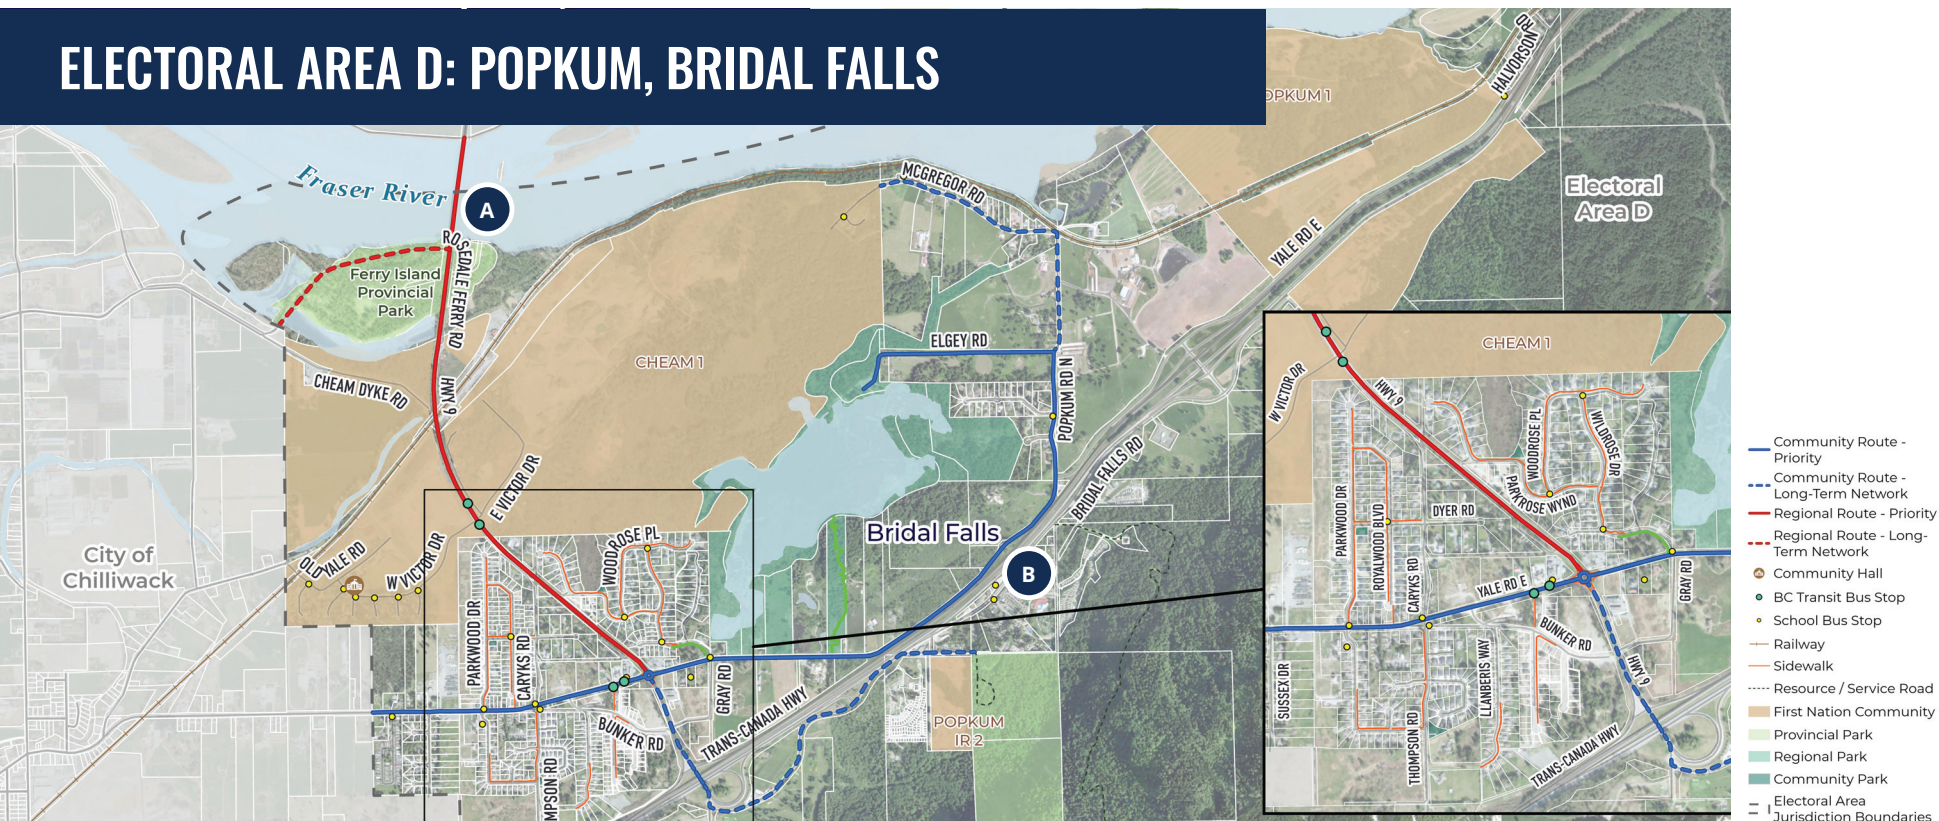 ELECTORAL AREA D: POPKUM, BRIDAL FALLS
HALVORSON RD
OPKUM 1
Electoral
Area D
YALE RD E
Fraser River
A
MCGREGOR RD
ROSEDALE FERRY RD
Ferry Island
Provincial
Park
CHEAM 1
ELGEY RD
POPKUM RD N
CHEAM DYKE RD
HWY 9
BRIDAL FALLS RD
E VICTOR DR
Bridal Falls
B
City of
Chilliwack
OLD YALE RD
W VICTOR DR
WOODROSE PL
PARKWOOD DR
CARYKS RD
GRAY RD
BUNKER RD
TRANS-CANADA HWY
MPSON RD
POPKUM
IR 2
CHEAM 1
W VICTOR DR
HWY 9
WOODROSE PL
WILDROSE DR
PARKROSE WYND
PARKWOOD DR
ROYALWOOD BLVD
DYER RD
CARYKS RD
YALE RD E
GRAY RD
BUNKER RD
SUSSEX DR
LLANBERIS WAY
HWY 9
THOMPSON RD
TRANS-CANADA HWY
Community Route -
Priority
Community Route -
Long-Term Network
Regional Route - Priority
Regional Route - Long-
Term Network
Community Hall
BC Transit Bus Stop
School Bus Stop
Railway
Sidewalk
Resource / Service Road
First Nation Community
Provincial Park
Regional Park
Community Park
Electoral Area
Jurisdiction Boundaries